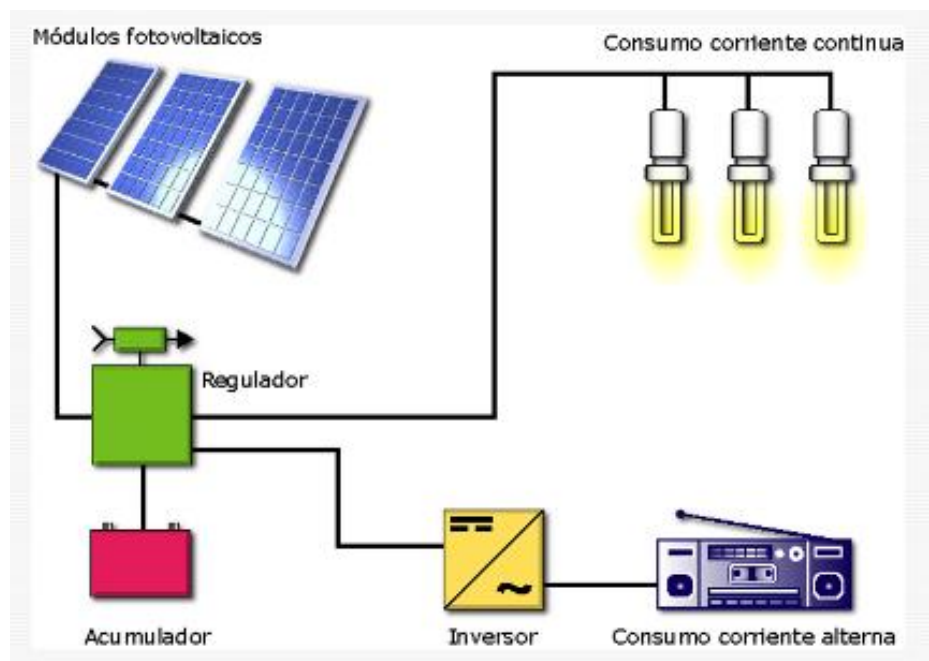 Módulos fotovoltaicos
Consumo corriente continua
Regulador
Acumulador
Inversor
Consumo corriente alterna